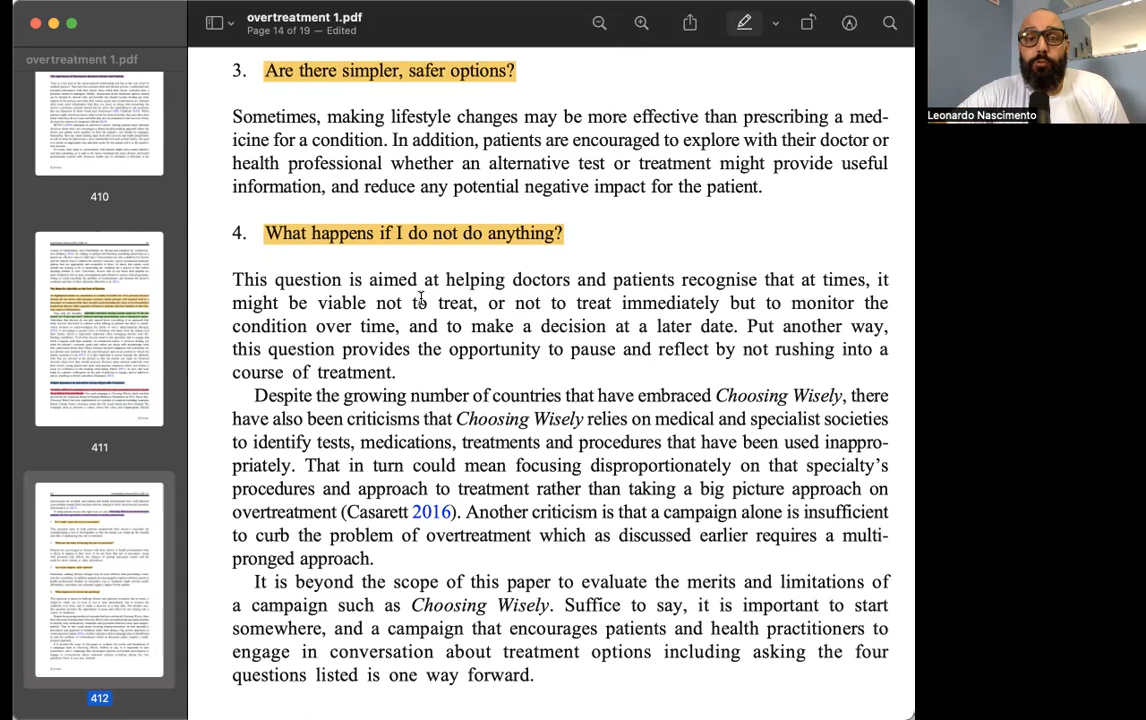 overtreatment 1.pdf
Page 14 of 19 — Edited
Leonardo Nascimento
overtreatment 1.pdf
410
411
412
3. Are there simpler, safer options?
Sometimes, making lifestyle changes may be more effective than prescribing a med-
icine for a condition. In addition, patients are encouraged to explore with their doctor or
health professional whether an alternative test or treatment might provide useful
information, and reduce any potential negative impact for the patient.
4. What happens if I do not do anything?
This question is aimed at helping doctors and patients recognise that at times, it
might be viable not to treat, or not to treat immediately but to monitor the
condition over time, and to make a decision at a later date. Put another way,
this question provides the opportunity to pause and reflect by not rushing into a
course of treatment.
Despite the growing number of countries that have embraced Choosing Wisely, there
have also been criticisms that Choosing Wisely relies on medical and specialist societies
to identify tests, medications, treatments and procedures that have been used inappro-
priately. That in turn could mean focusing disproportionately on that specialty's
procedures and approach to treatment rather than taking a big picture approach on
overtreatment (Casarett 2016). Another criticism is that a campaign alone is insufficient
to curb the problem of overtreatment which as discussed earlier requires a multi-
pronged approach.
It is beyond the scope of this paper to evaluate the merits and limitations of
a campaign such as Choosing Wisely. Suffice to say, it is important to start
somewhere, and a campaign that encourages patients and health practitioners to
engage in conversation about treatment options including asking the four
questions listed is one way forward.